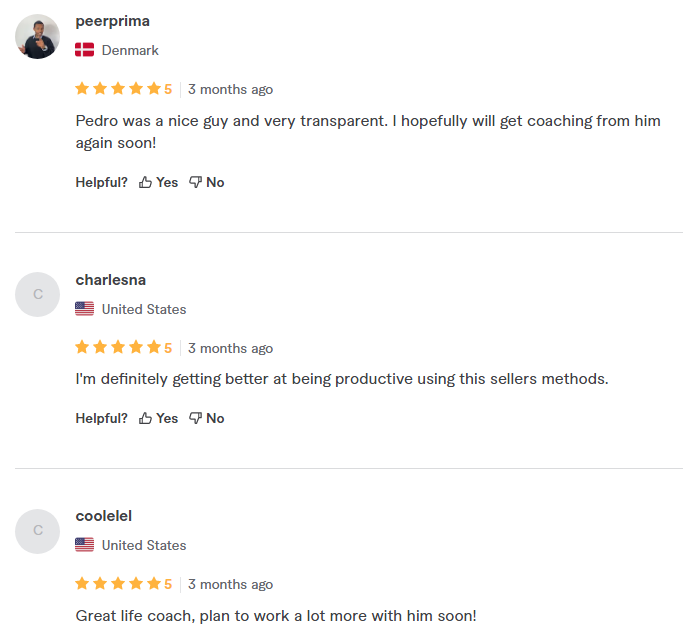 peerprima
Denmark
5 3 months ago
Pedro was a nice guy and very transparent. I hopefully will get coaching from him
again soon!
Helpful? Yes No
C
charlesna
United States
5 3 months ago
I'm definitely getting better at being productive using this sellers methods.
Helpful? Yes No
C
coolelel
United States
5 3 months ago
Great life coach, plan to work a lot more with him soon!